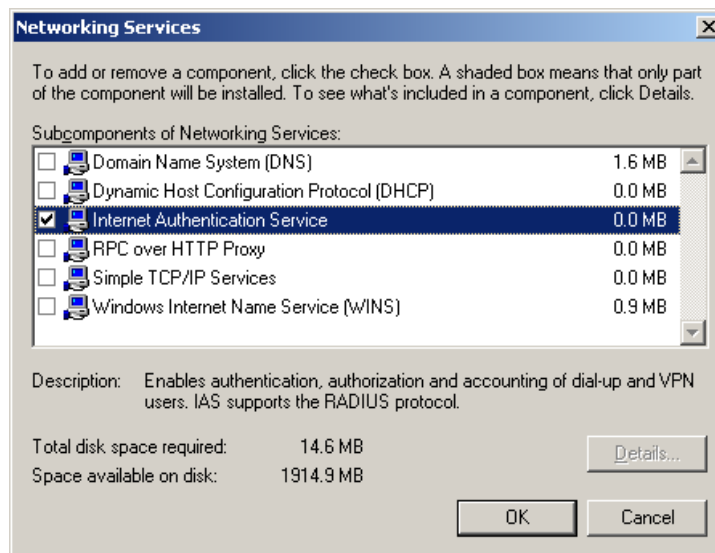 Networking Services
To add or remove a component, click the check box. A shaded box means that only part
of the component will be installed. To see what's included in a component, click Details.
Subcomponents of Networking Services:
Domain Name System (DNS) 1.6 MB
Dynamic Host Configuration Protocol (DHCP) 0.0 MB
Internet Authentication Service 0.0 MB
RPC over HTTP Proxy 0.0 MB
Simple TCP/IP Services 0.0 MB
Windows Internet Name Service (WINS) 0.9 MB
Description: Enables authentication, authorization and accounting of dial-up and VPN
users. IAS supports the RADIUS protocol.
Total disk space required: 14.6 MB
Space available on disk: 1914.9 MB
Details...
OK Cancel